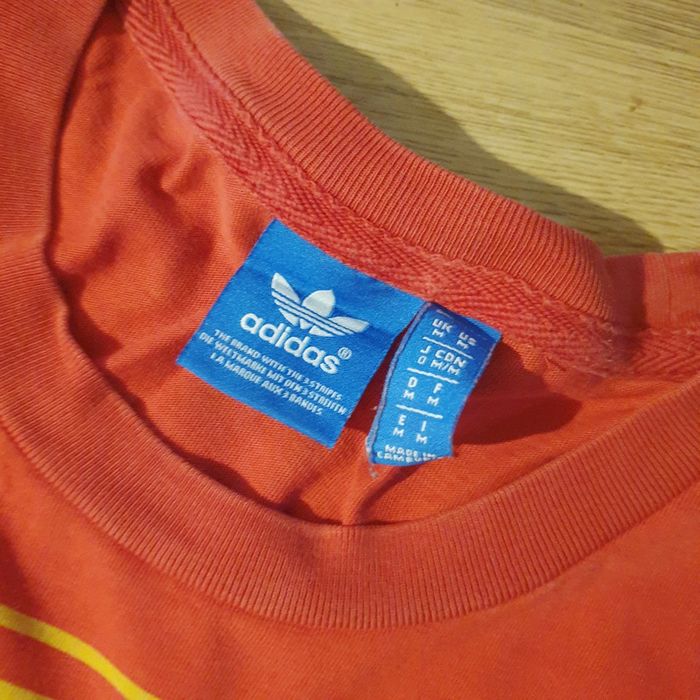 adidas®
THE BRAND WITH THE 3 STRIPES
DIE WELTMARKE MIT DEN 3 STREIFEN
LA MARQUE AUX 3 BANDES
UK US
M M
J CDN
O M/M
D F
M M
E I
M M
MADE IN